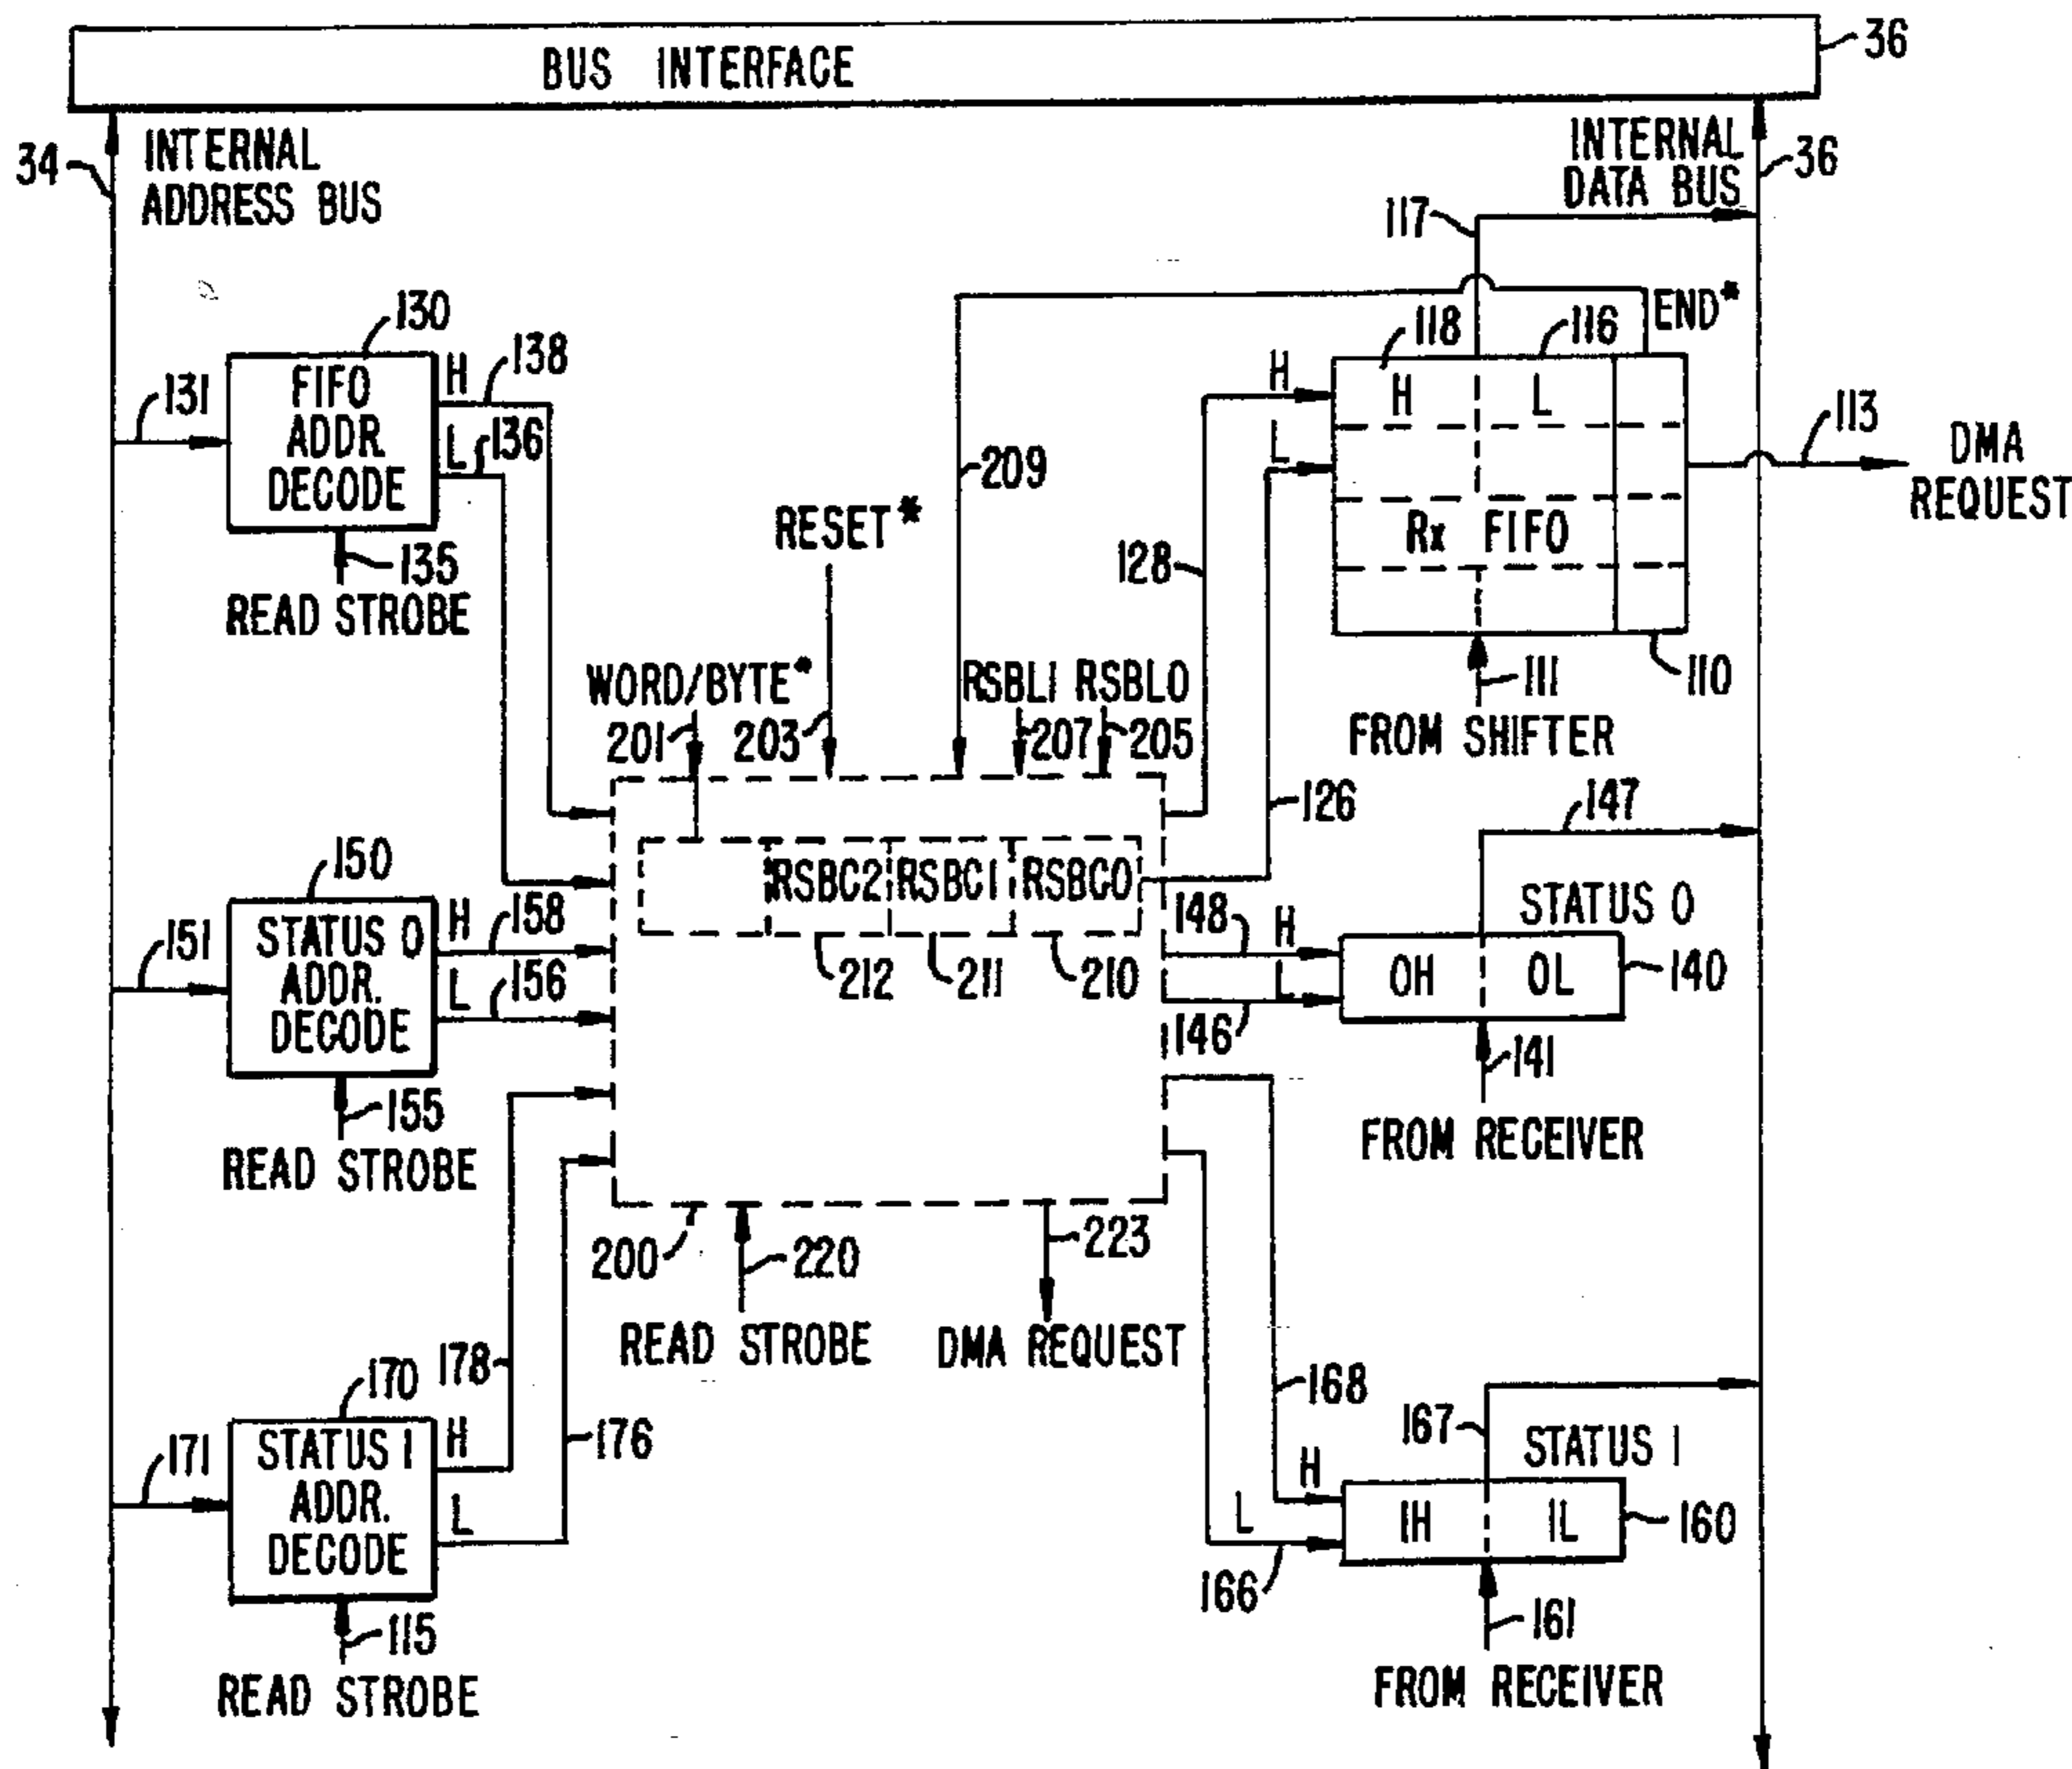 BUS INTERFACE
36
34
INTERNAL
ADDRESS BUS
INTERNAL
DATA BUS
36
117
END*
130
FIFO
ADDR.
DECODE
131
H
138
L
136
135
READ STROBE
RESET*
209
H
L
118
116
H L
Rx FIFO
113
DMA
REQUEST
128
110
111
FROM SHIFTER
WORD/BYTE*
201
203
RSBL1 RSBL0
207
205
126
RSBC2 RSBC1 RSBC0
212
211
210
150
STATUS 0
ADDR.
DECODE
151
H
158
L
156
155
READ STROBE
147
STATUS 0
148
H
L
146
0H 0L
140
141
FROM RECEIVER
200
220
READ STROBE
223
DMA REQUEST
178
176
170
STATUS 1
ADDR.
DECODE
171
H
L
115
READ STROBE
168
167
STATUS 1
H
L
166
1H 1L
160
161
FROM RECEIVER